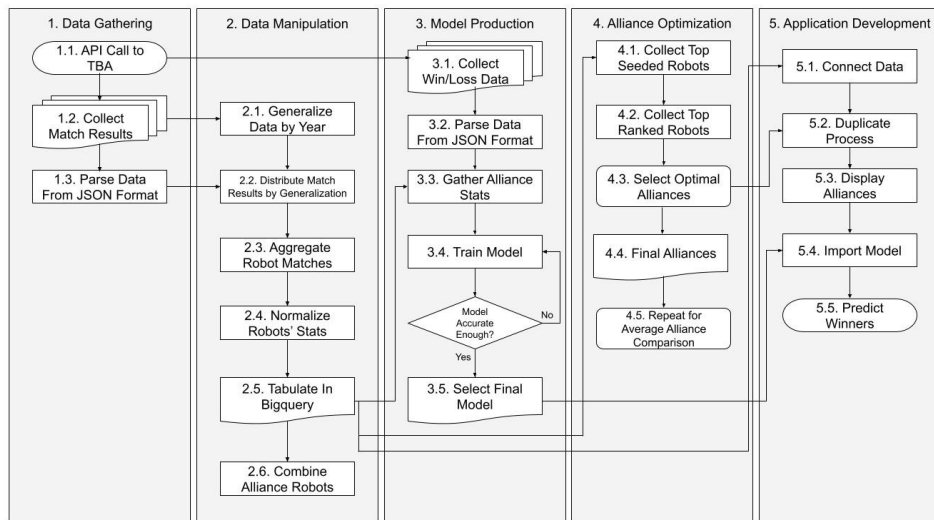 1. Data Gathering
1.1. API Call to
TBA
1.2. Collect
Match Results
1.3. Parse Data
From JSON Format
2. Data Manipulation
2.1. Generalize
Data by Year
2.2. Distribute Match
Results by Generalization
2.3. Aggregate
Robot Matches
2.4. Normalize
Robots' Stats
2.5. Tabulate In
Bigquery
2.6. Combine
Alliance Robots
3. Model Production
3.1. Collect
Win/Loss Data
3.2. Parse Data
From JSON Format
3.3. Gather Alliance
Stats
3.4. Train Model
Model
Accurate
Enough?
No
Yes
3.5. Select Final
Model
4. Alliance Optimization
4.1. Collect Top
Seeded Robots
4.2. Collect Top
Ranked Robots
4.3. Select Optimal
Alliances
4.4. Final Alliances
4.5. Repeat for
Average Alliance
Comparison
5. Application Development
5.1. Connect Data
5.2. Duplicate
Process
5.3. Display
Alliances
5.4. Import Model
5.5. Predict
Winners